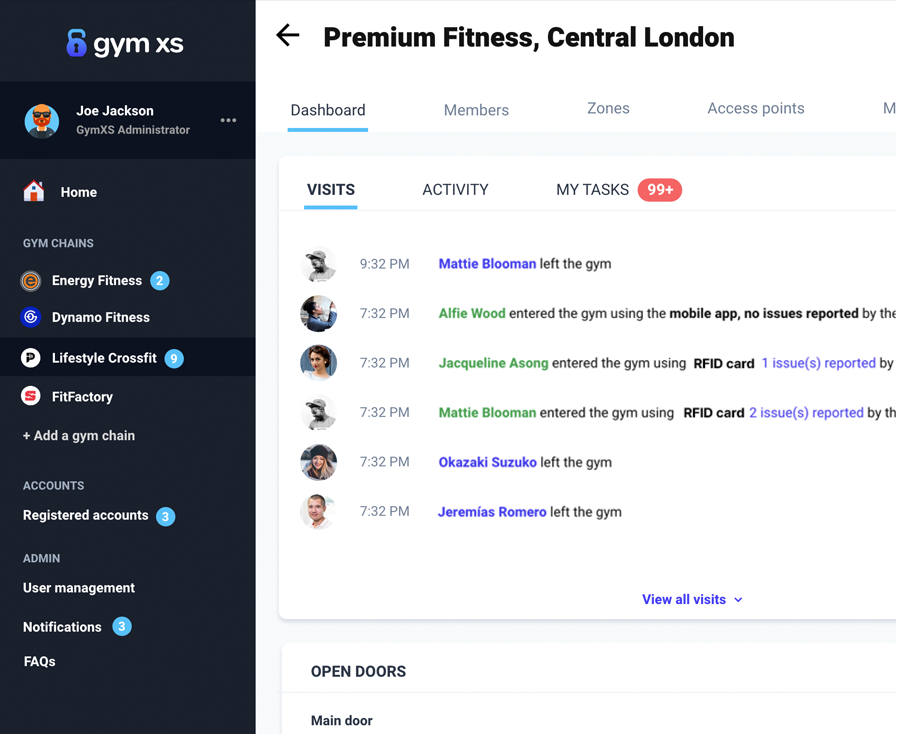 gym xs
Joe Jackson
GymXS Administrator
Home
GYM CHAINS
Energy Fitness 2
Dynamo Fitness
Lifestyle Crossfit 9
FitFactory
+ Add a gym chain
ACCOUNTS
Registered accounts 3
ADMIN
User management
Notifications 3
FAQs
Premium Fitness, Central London
Dashboard Members Zones Access points M
VISITS ACTIVITY MY TASKS 99+
9:32 PM Mattie Blooman left the gym
7:32 PM Alfie Wood entered the gym using the mobile app, no issues reported by the
7:32 PM Jacqueline Asong entered the gym using RFID card 1 issue(s) reported by
7:32 PM Mattie Blooman entered the gym using RFID card 2 issue(s) reported by th
7:32 PM Okazaki Suzuko left the gym
7:32 PM Jeremías Romero left the gym
View all visits
OPEN DOORS
Main door